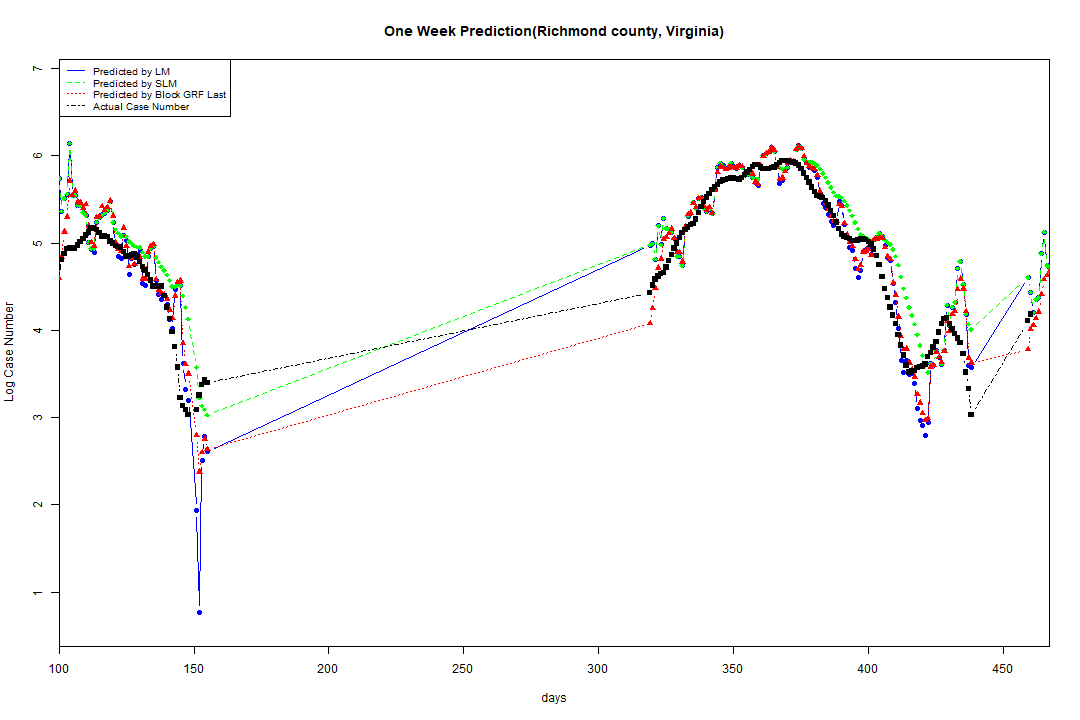 One Week Prediction(Richmond county, Virginia)
Predicted by LM
Predicted by SLM
Predicted by Block GRF Last
Actual Case Number
Log Case Number
7
6
5
4
3
2
1
100 150 200 250 300 350 400 450
days